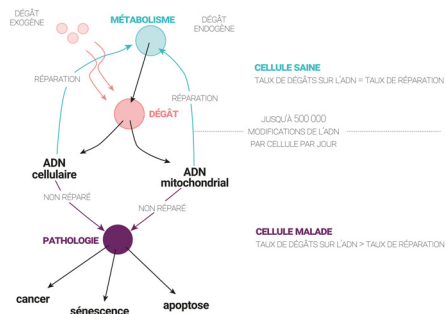 DÉGÂT
EXOGÈNE
MÉTABOLISME
DÉGÂT
ENDOGÈNE
RÉPARATION
RÉPARATION
DÉGÂT
ADN
cellulaire
ADN
mitochondrial
NON RÉPARÉ
NON RÉPARÉ
PATHOLOGIE
cancer
sénescence
apoptose
CELLULE SAINE
TAUX DE DÉGÂTS SUR L'ADN = TAUX DE RÉPARATION
JUSQU'À 500 000
MODIFICATIONS DE L'ADN
PAR CELLULE PAR JOUR
CELLULE MALADE
TAUX DE DÉGÂTS SUR L'ADN > TAUX DE RÉPARATION